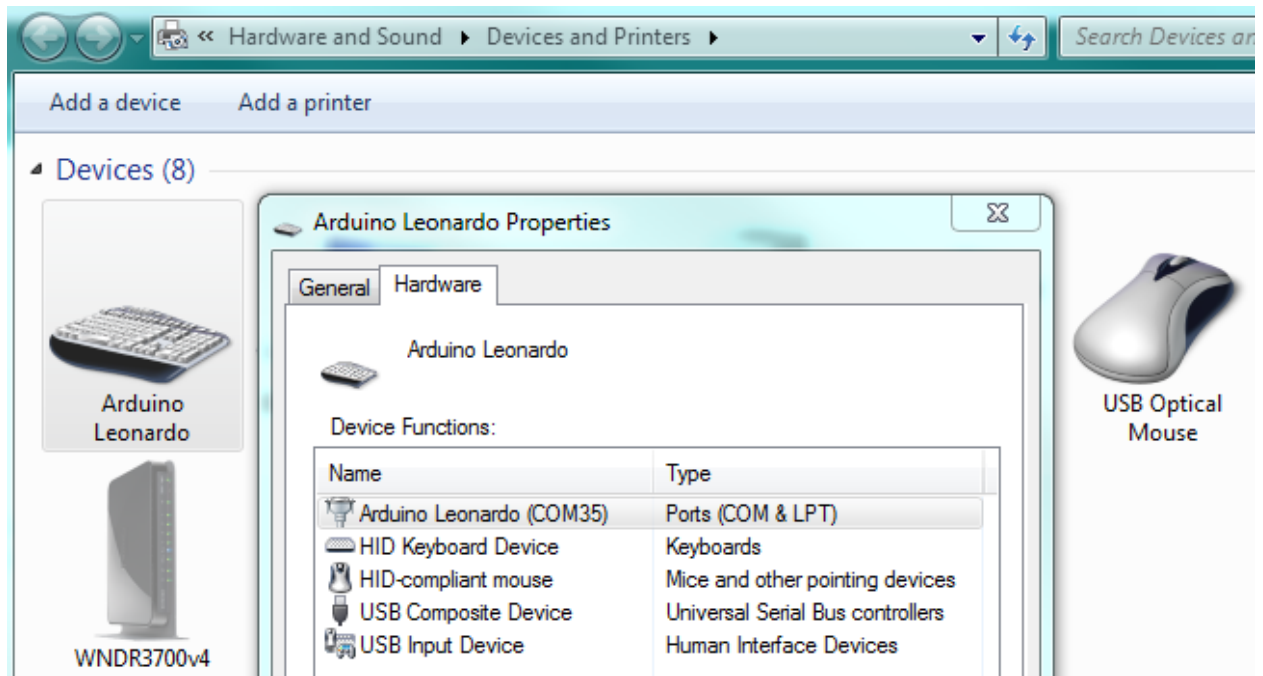 « Hardware and Sound ▸ Devices and Printers ▸ Search Devices an
Add a device Add a printer
Devices (8)
Arduino Leonardo Properties
General Hardware
Arduino Leonardo
Arduino
Leonardo
Device Functions:
Name Type
Arduino Leonardo (COM35) Ports (COM & LPT)
HID Keyboard Device Keyboards
HID-compliant mouse Mice and other pointing devices
USB Composite Device Universal Serial Bus controllers
USB Input Device Human Interface Devices
USB Optical
Mouse
WNDR3700v4